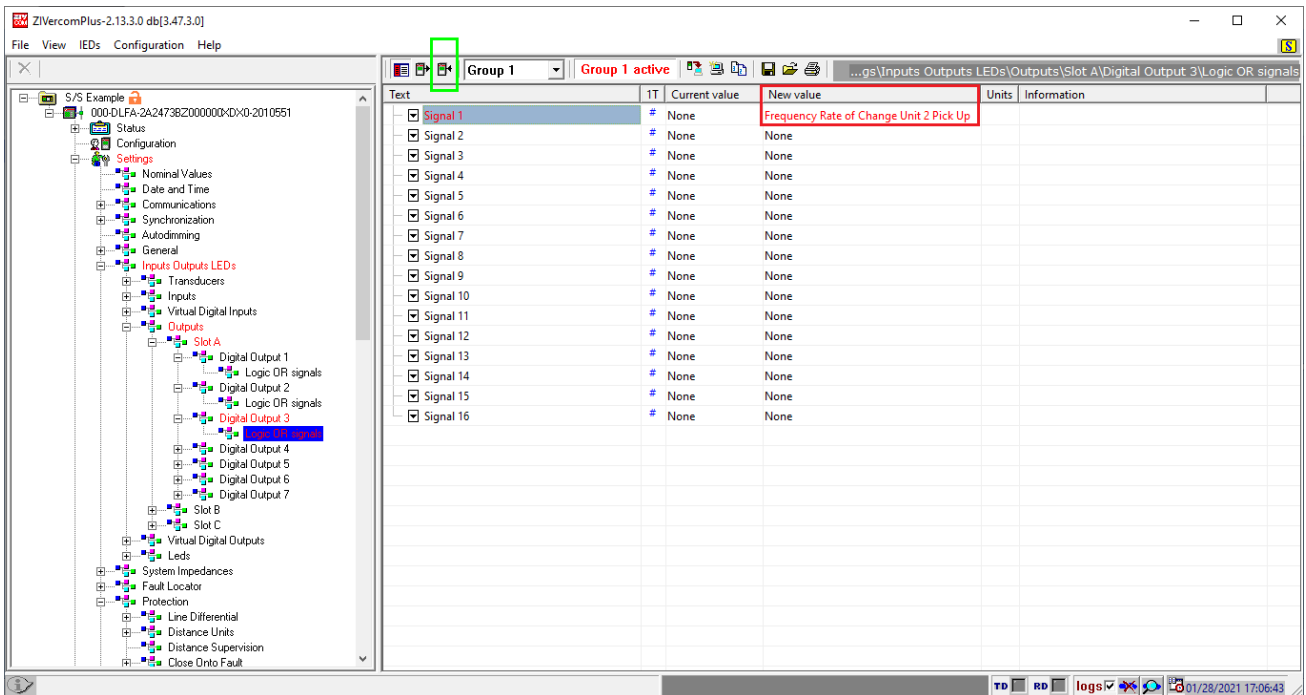 ZIV
COM
ZIVercomPlus-2.13.3.0 db[3.47.3.0]
File View IEDs Configuration Help
S
Group 1
Group 1 active
...gs\Inputs Outputs LEDs\Outputs\Slot A\Digital Output 3\Logic OR signals
S/S Example
000-DLFA-2A2473BZ000000XDX0-2010551
Status
Configuration
Settings
Nominal Values
Date and Time
Communications
Synchronization
Autodimming
General
Inputs Outputs LEDs
Transducers
Inputs
Virtual Digital Inputs
Outputs
Slot A
Digital Output 1
Logic OR signals
Digital Output 2
Logic OR signals
Digital Output 3
Logic OR signals
Digital Output 4
Digital Output 5
Digital Output 6
Digital Output 7
Slot B
Slot C
Virtual Digital Outputs
Leds
System Impedances
Fault Locator
Protection
Line Differential
Distance Units
Distance Supervision
Close Onto Fault
Text 1T Current value New value Units Information
Signal 1 # None Frequency Rate of Change Unit 2 Pick Up
Signal 2 # None None
Signal 3 # None None
Signal 4 # None None
Signal 5 # None None
Signal 6 # None None
Signal 7 # None None
Signal 8 # None None
Signal 9 # None None
Signal 10 # None None
Signal 11 # None None
Signal 12 # None None
Signal 13 # None None
Signal 14 # None None
Signal 15 # None None
Signal 16 # None None
TD RD logs 01/28/2021 17:06:43